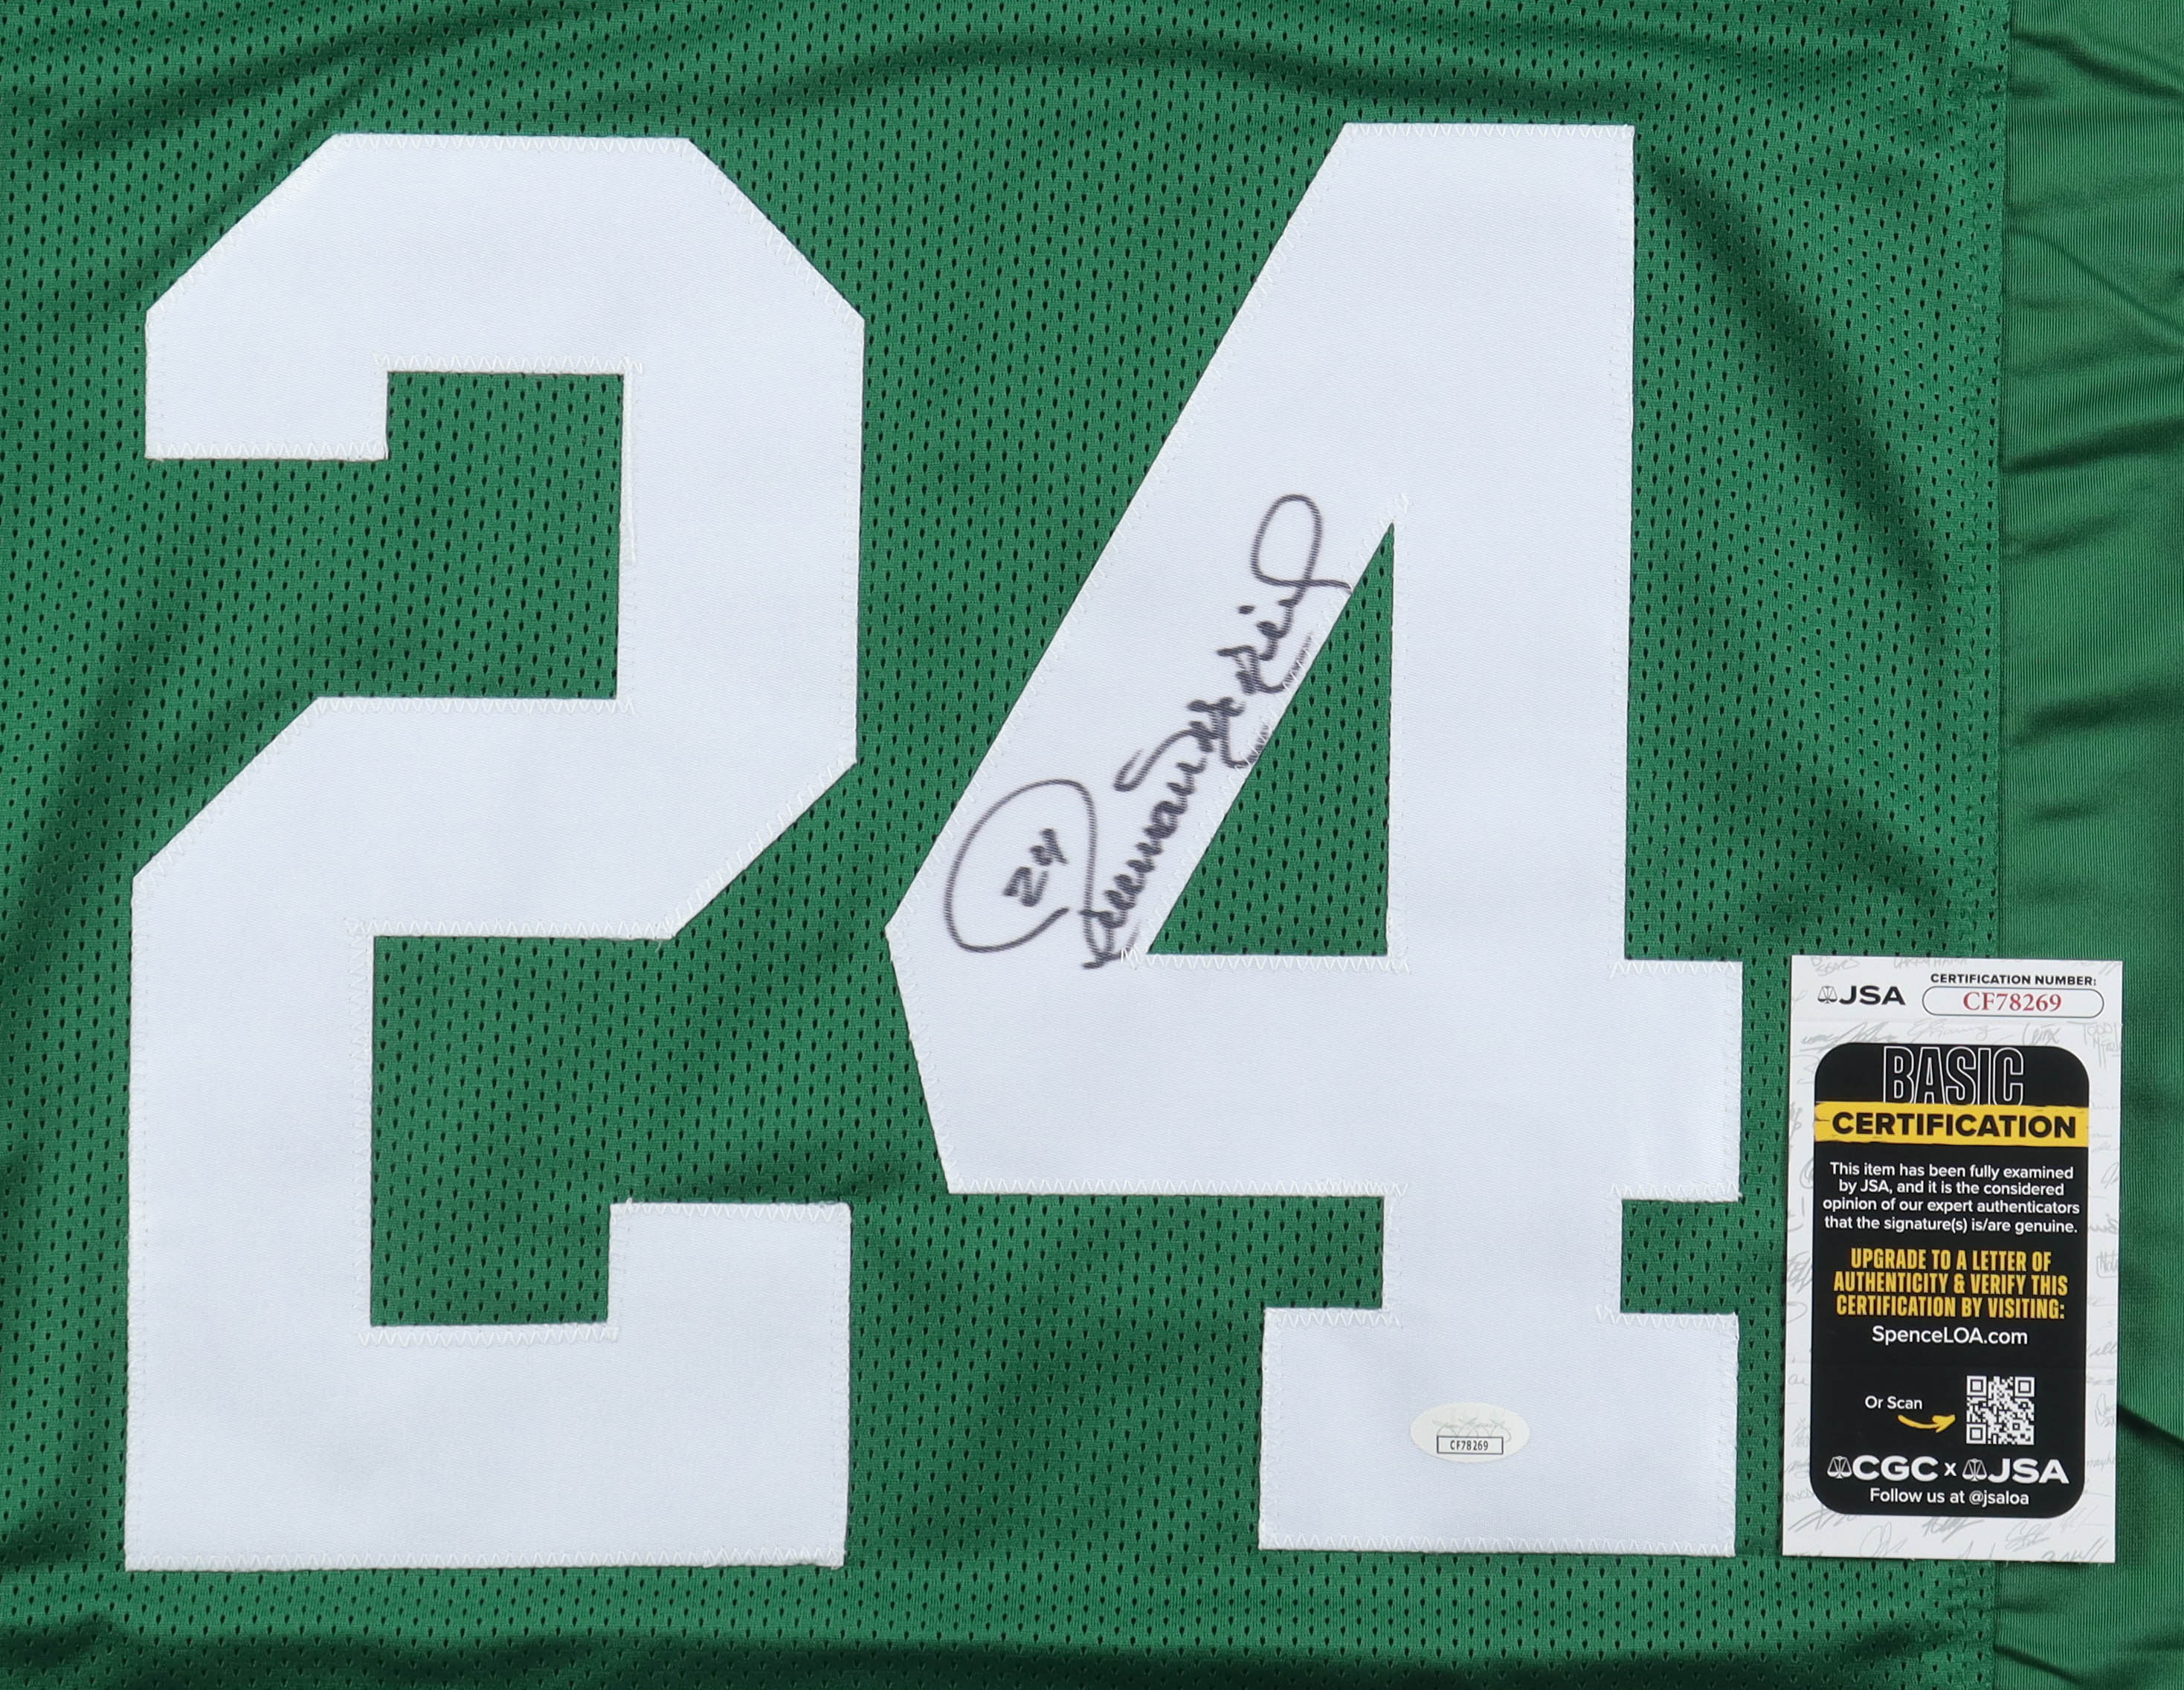 24
24
JSA
CERTIFICATION NUMBER:
CF78269
BASIC
CERTIFICATION
This item has been fully examined
by JSA, and it is the considered
opinion of our expert authenticators
that the signature(s) is/are genuine.
UPGRADE TO A LETTER OF
AUTHENTICITY & VERIFY THIS
CERTIFICATION BY VISITING:
SpenceLOA.com
Or Scan
CGC x JSA
Follow us at @jsaloa
CF78269